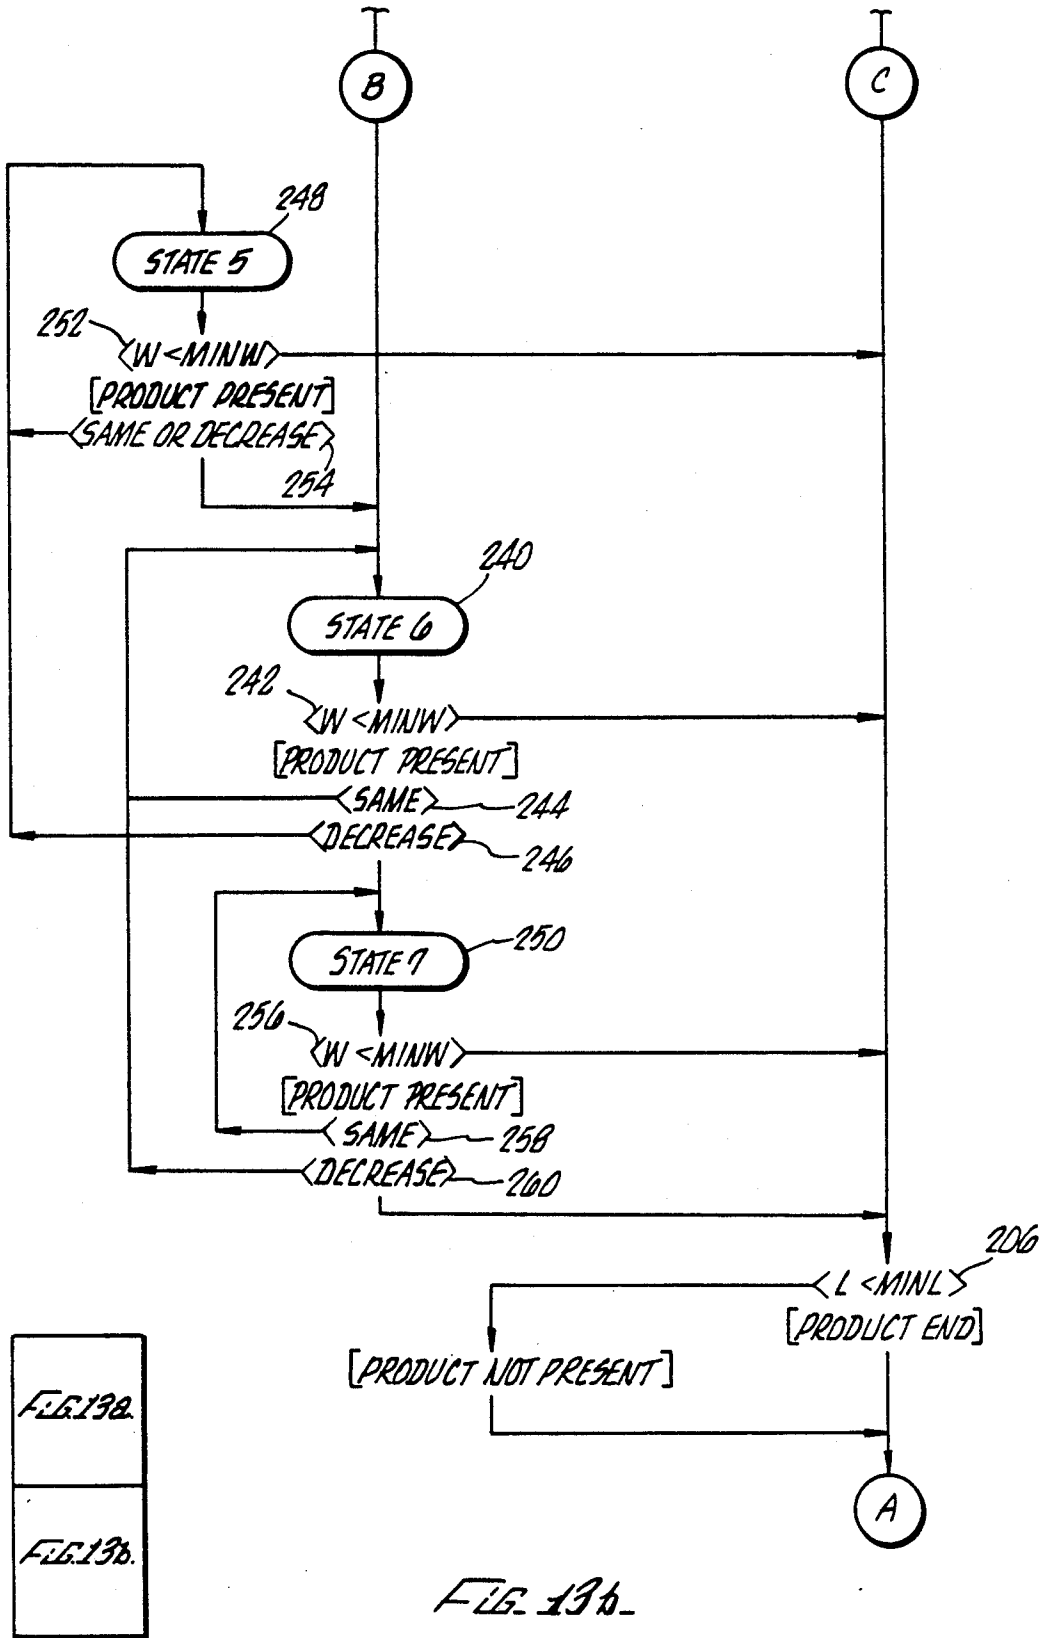 B
C
248
STATE 5
252
<W <MINW>
[PRODUCT PRESENT]
<SAME OR DECREASE>
254
240
STATE 6
242
<W <MINW>
[PRODUCT PRESENT]
<SAME>
244
<DECREASE>
246
250
STATE 7
256
<W <MINW>
[PRODUCT PRESENT]
<SAME>
258
<DECREASE>
260
206
<L <MINL>
[PRODUCT END]
[PRODUCT NOT PRESENT]
A
FIG. 13a.
FIG. 13b.
FIG. 13b.